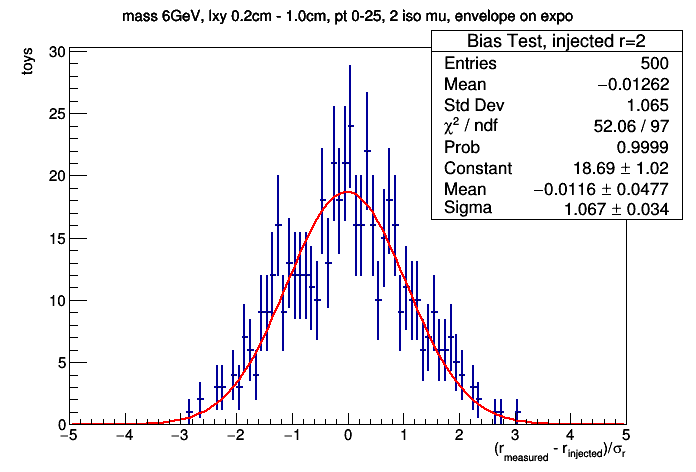 mass 6GeV, lxy 0.2cm - 1.0cm, pt 0-25, 2 iso mu, envelope on expo
Bias Test, injected r=2
Entries 500
Mean −0.01262
Std Dev 1.065
χ² / ndf 52.06 / 97
Prob 0.9999
Constant 18.69 ± 1.02
Mean −0.0116 ± 0.0477
Sigma 1.067 ± 0.034
toys
30
25
20
15
10
5
0
−5 −4 −3 −2 −1 0 1 2 3 4 5
(r_measured - r_injected)/σ_r